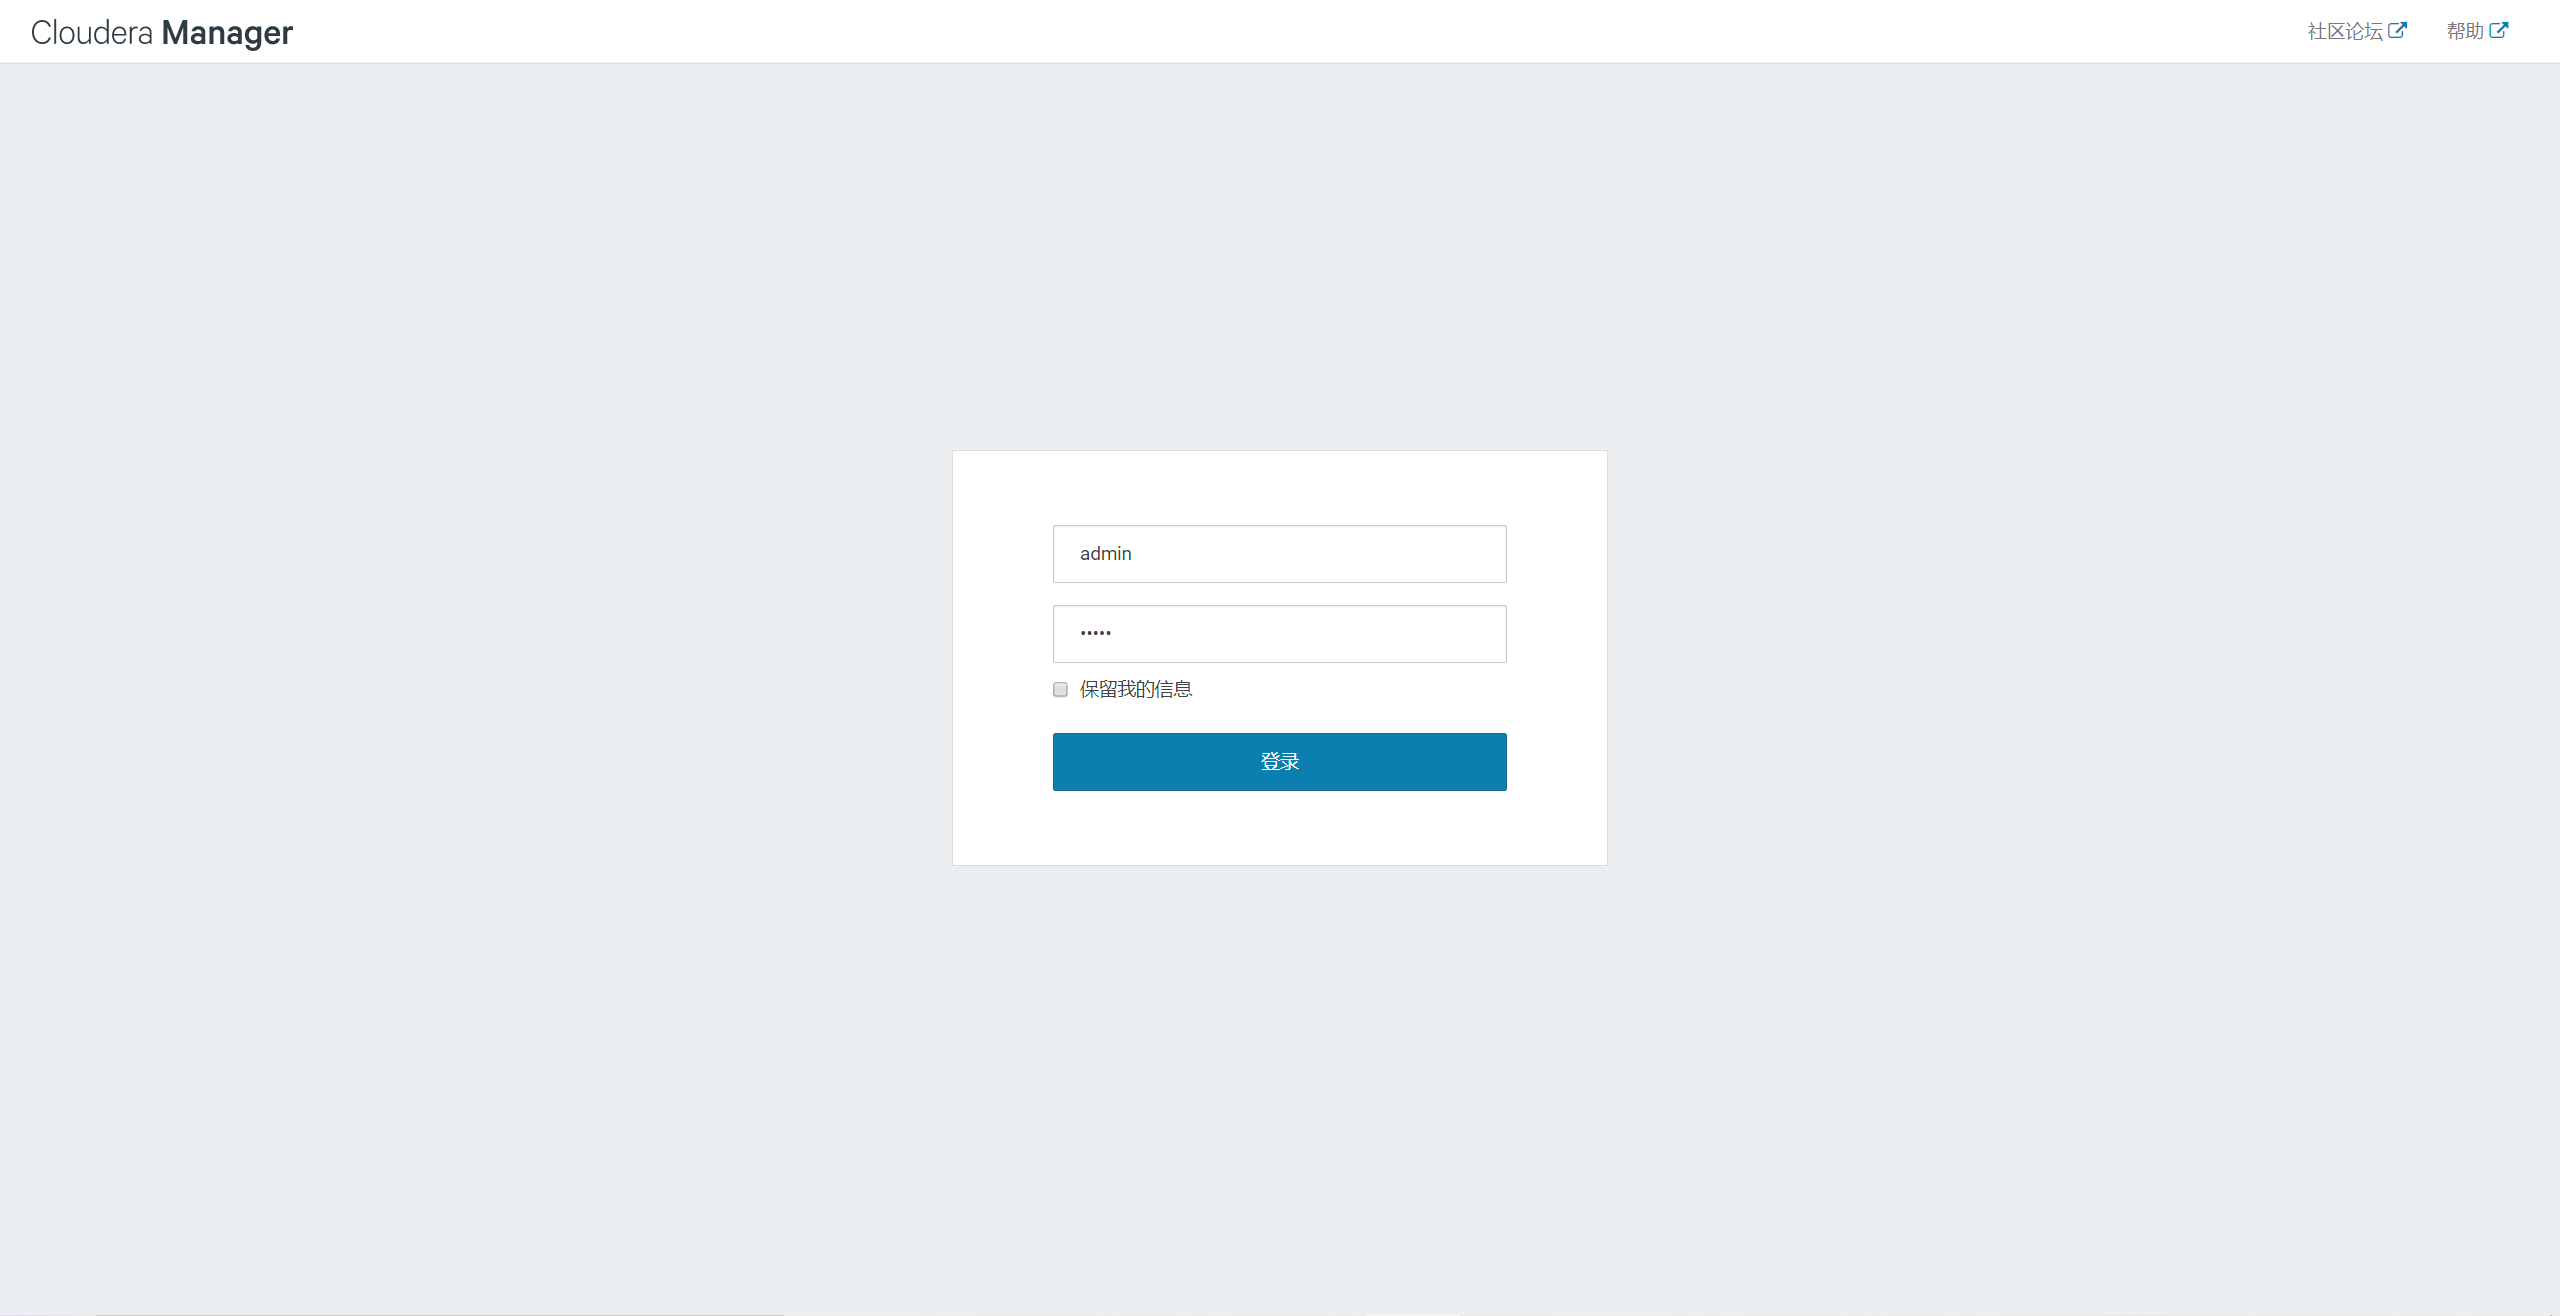 Cloudera Manager
社区论坛 帮助
admin
•••••
保留我的信息
登录